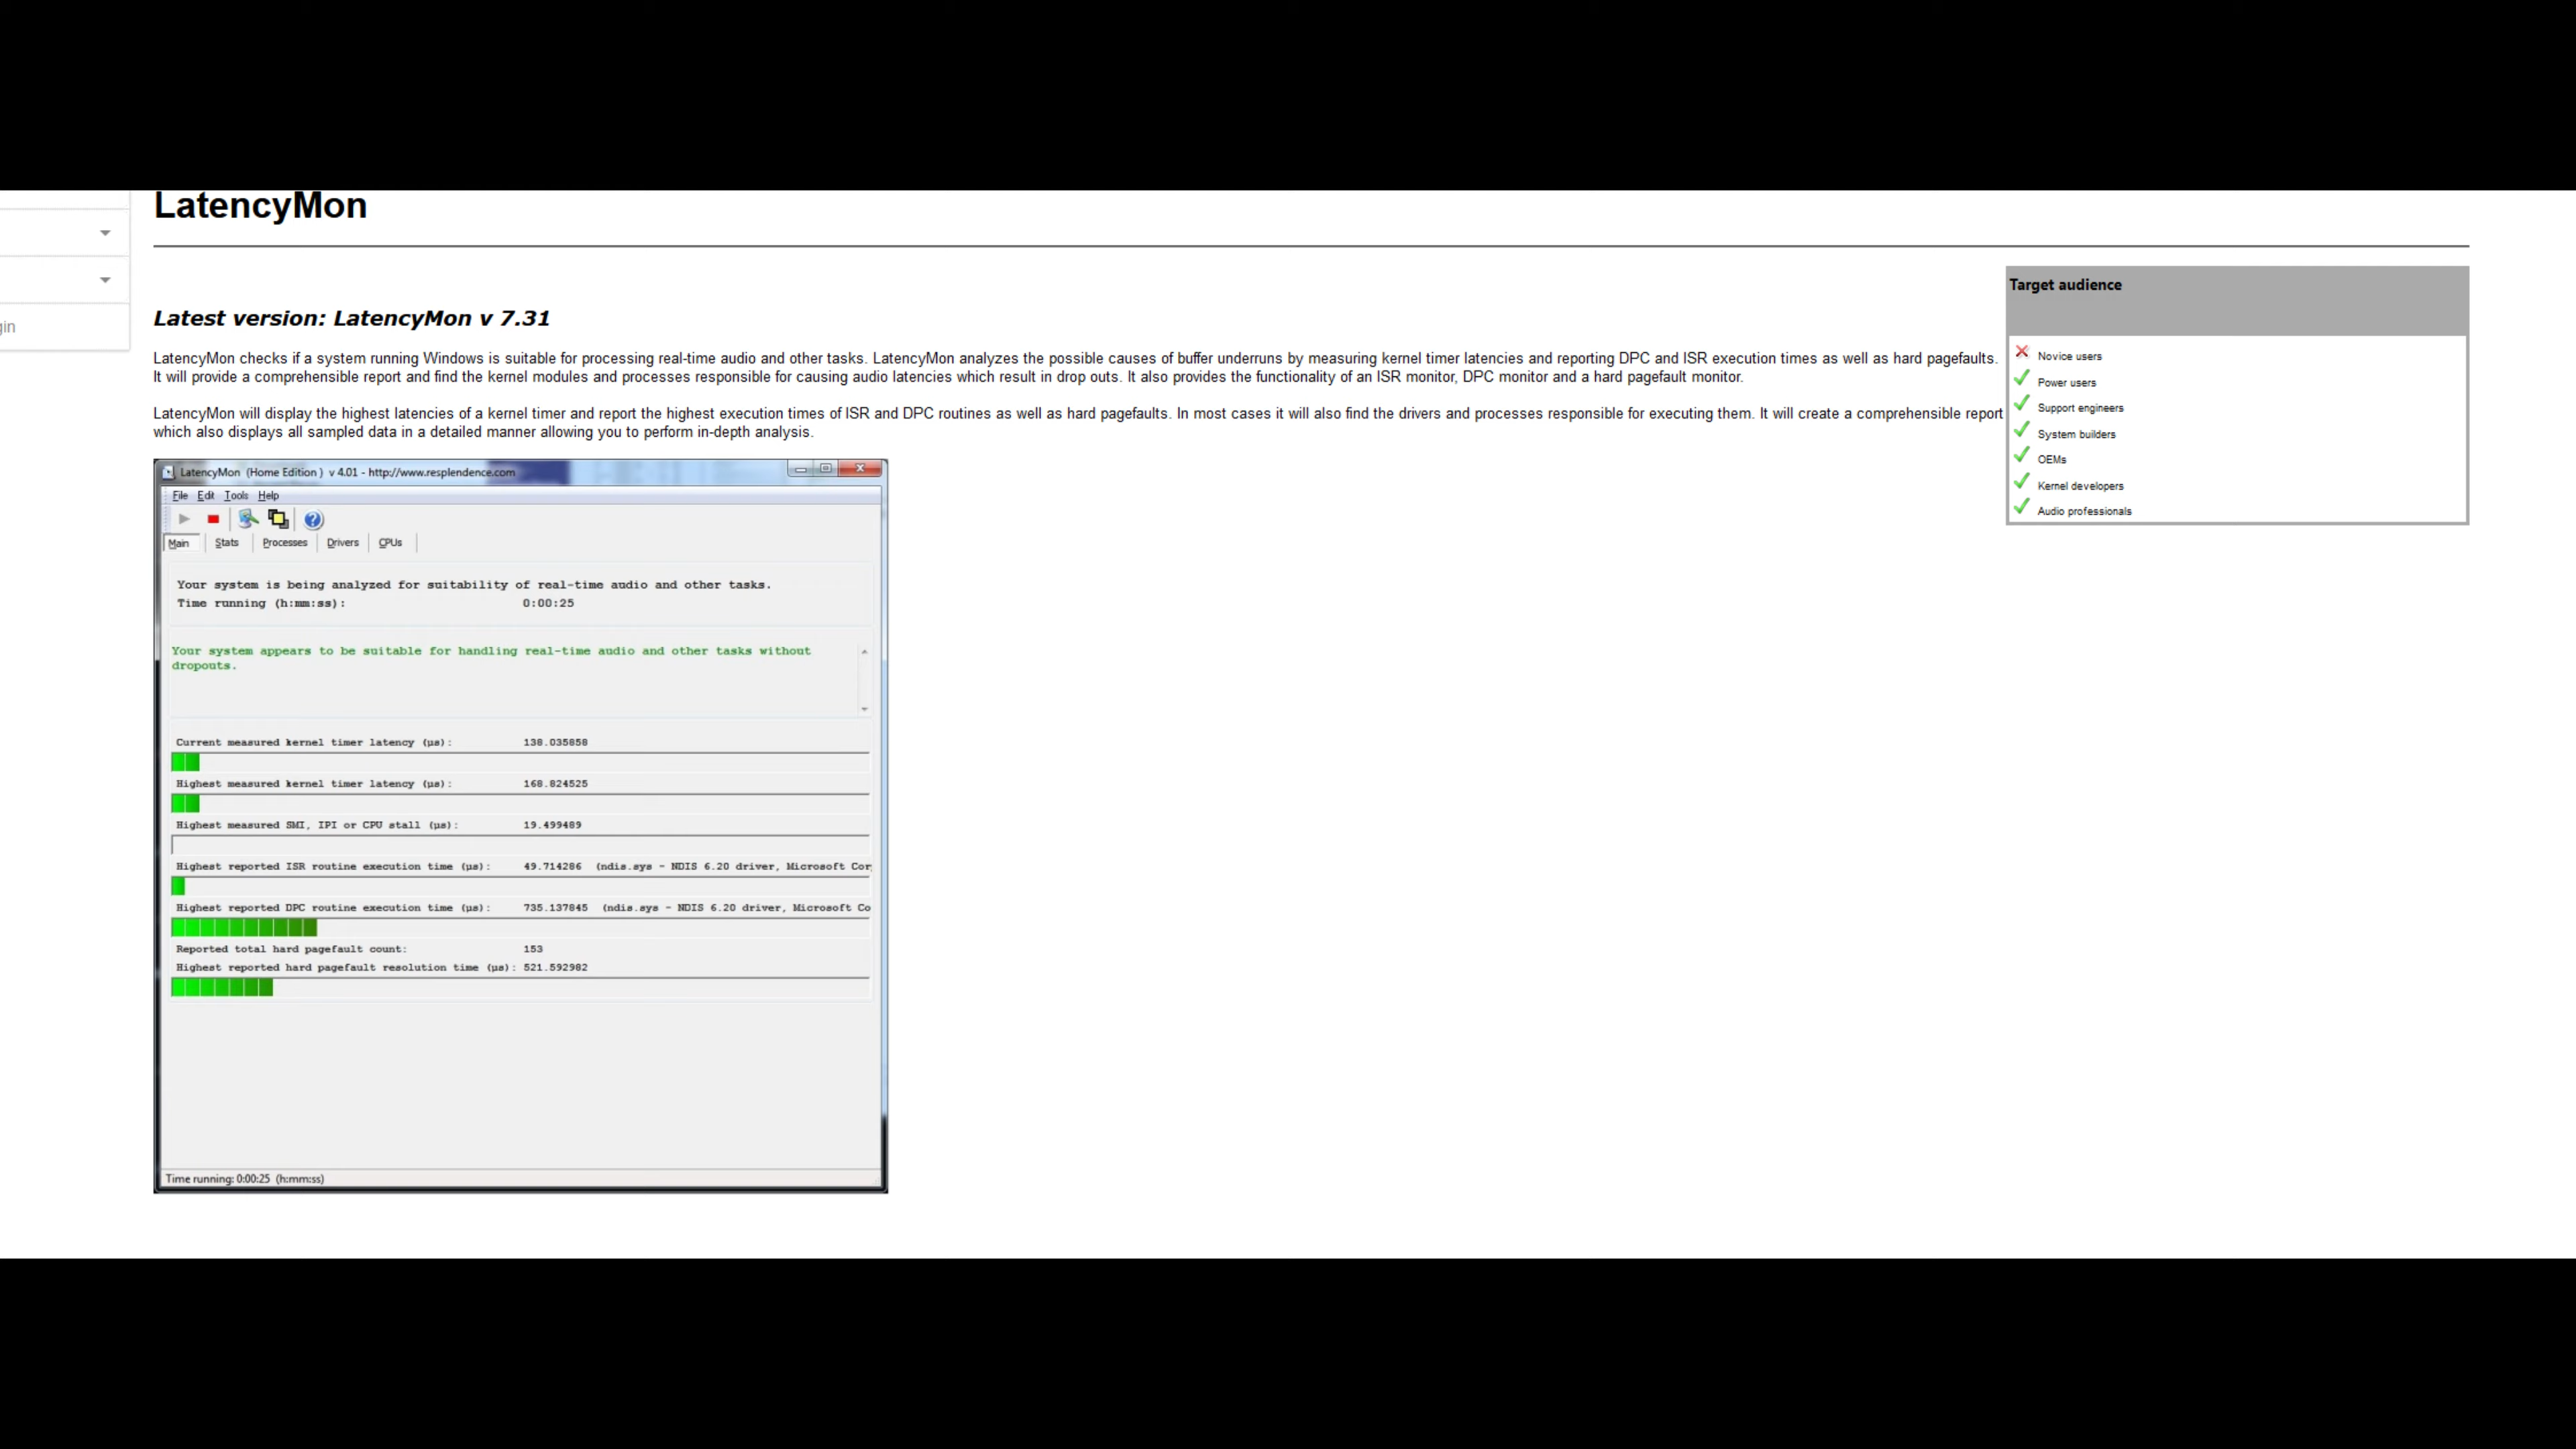 LatencyMon
gin
Latest version: LatencyMon v 7.31
LatencyMon checks if a system running Windows is suitable for processing real-time audio and other tasks. LatencyMon analyzes the possible causes of buffer underruns by measuring kernel timer latencies and reporting DPC and ISR execution times as well as hard pagefaults.
It will provide a comprehensible report and find the kernel modules and processes responsible for causing audio latencies which result in drop outs. It also provides the functionality of an ISR monitor, DPC monitor and a hard pagefault monitor.
LatencyMon will display the highest latencies of a kernel timer and report the highest execution times of ISR and DPC routines as well as hard pagefaults. In most cases it will also find the drivers and processes responsible for executing them. It will create a comprehensible report
which also displays all sampled data in a detailed manner allowing you to perform in-depth analysis.
Target audience
Novice users
Power users
Support engineers
System builders
OEMs
Kernel developers
Audio professionals
LatencyMon (Home Edition ) v 4.01 - http://www.resplendence.com
File Edit Tools Help
Main Stats Processes Drivers CPUs
Your system is being analyzed for suitability of real-time audio and other tasks.
Time running (h:mm:ss): 0:00:25
Your system appears to be suitable for handling real-time audio and other tasks without
dropouts.
Current measured kernel timer latency (µs): 138.035858
Highest measured kernel timer latency (µs): 168.824525
Highest measured SMI, IPI or CPU stall (µs): 19.499489
Highest reported ISR routine execution time (µs): 49.714286 (ndis.sys - NDIS 6.20 driver, Microsoft Cor
Highest reported DPC routine execution time (µs): 735.137845 (ndis.sys - NDIS 6.20 driver, Microsoft Co
Reported total hard pagefault count: 153
Highest reported hard pagefault resolution time (µs): 521.592982
Time running: 0:00:25 (h:mm:ss)